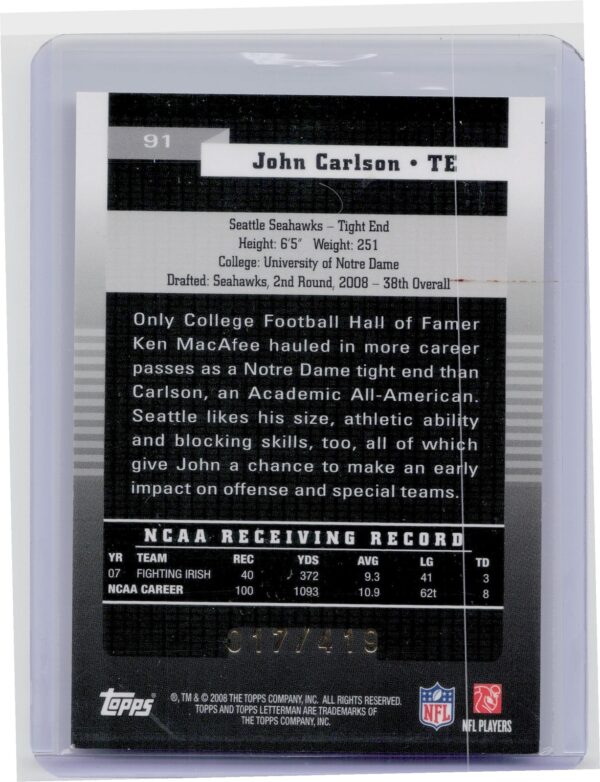 91
John Carlson • TE
Seattle Seahawks – Tight End
Height: 6'5" Weight: 251
College: University of Notre Dame
Drafted: Seahawks, 2nd Round, 2008 – 38th Overall
Only College Football Hall of Famer
Ken MacAfee hauled in more career
passes as a Notre Dame tight end than
Carlson, an Academic All-American.
Seattle likes his size, athletic ability
and blocking skills, too, all of which
give John a chance to make an early
impact on offense and special teams.
NCAA RECEIVING RECORD
YR TEAM REC YDS AVG LG TD
07 FIGHTING IRISH 40 372 9.3 41 3
NCAA CAREER 100 1093 10.9 62t 8
017/419
Topps
®, TM & © 2008 THE TOPPS COMPANY, INC. ALL RIGHTS RESERVED.
TOPPS AND TOPPS LETTERMAN ARE TRADEMARKS OF
THE TOPPS COMPANY, INC.
NFL
NFL PLAYERS